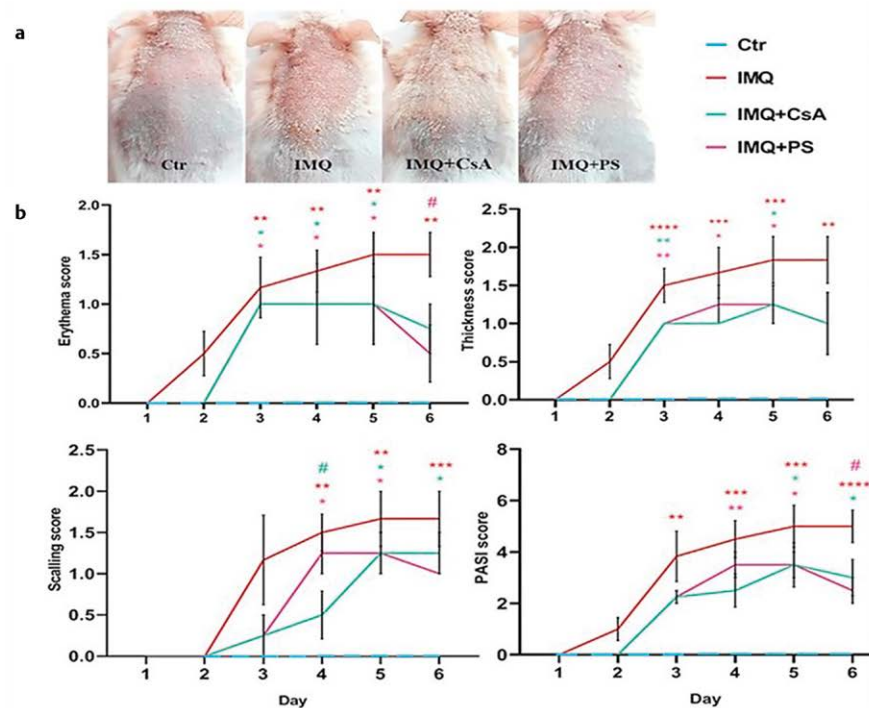 a
Ctr
IMQ
IMQ+CsA
IMQ+PS
Ctr
IMQ
IMQ+CsA
IMQ+PS
b
Erythema score
1.5
1.0
0.5
0.0
1 2 3 4 5 6
** * *
** * *
** * *
# **
Thickness score
2.5
2.0
1.5
1.0
0.5
0.0
1 2 3 4 5 6
**** ** **
*** *
*** * *
**
Scalling score
2.5
2.0
1.5
1.0
0.5
0.0
1 2 3 4 5 6
# ** *
** * *
*** *
Day
PASI score
8
6
4
2
0
1 2 3 4 5 6
**
*** **
*** * *
# **** *
Day